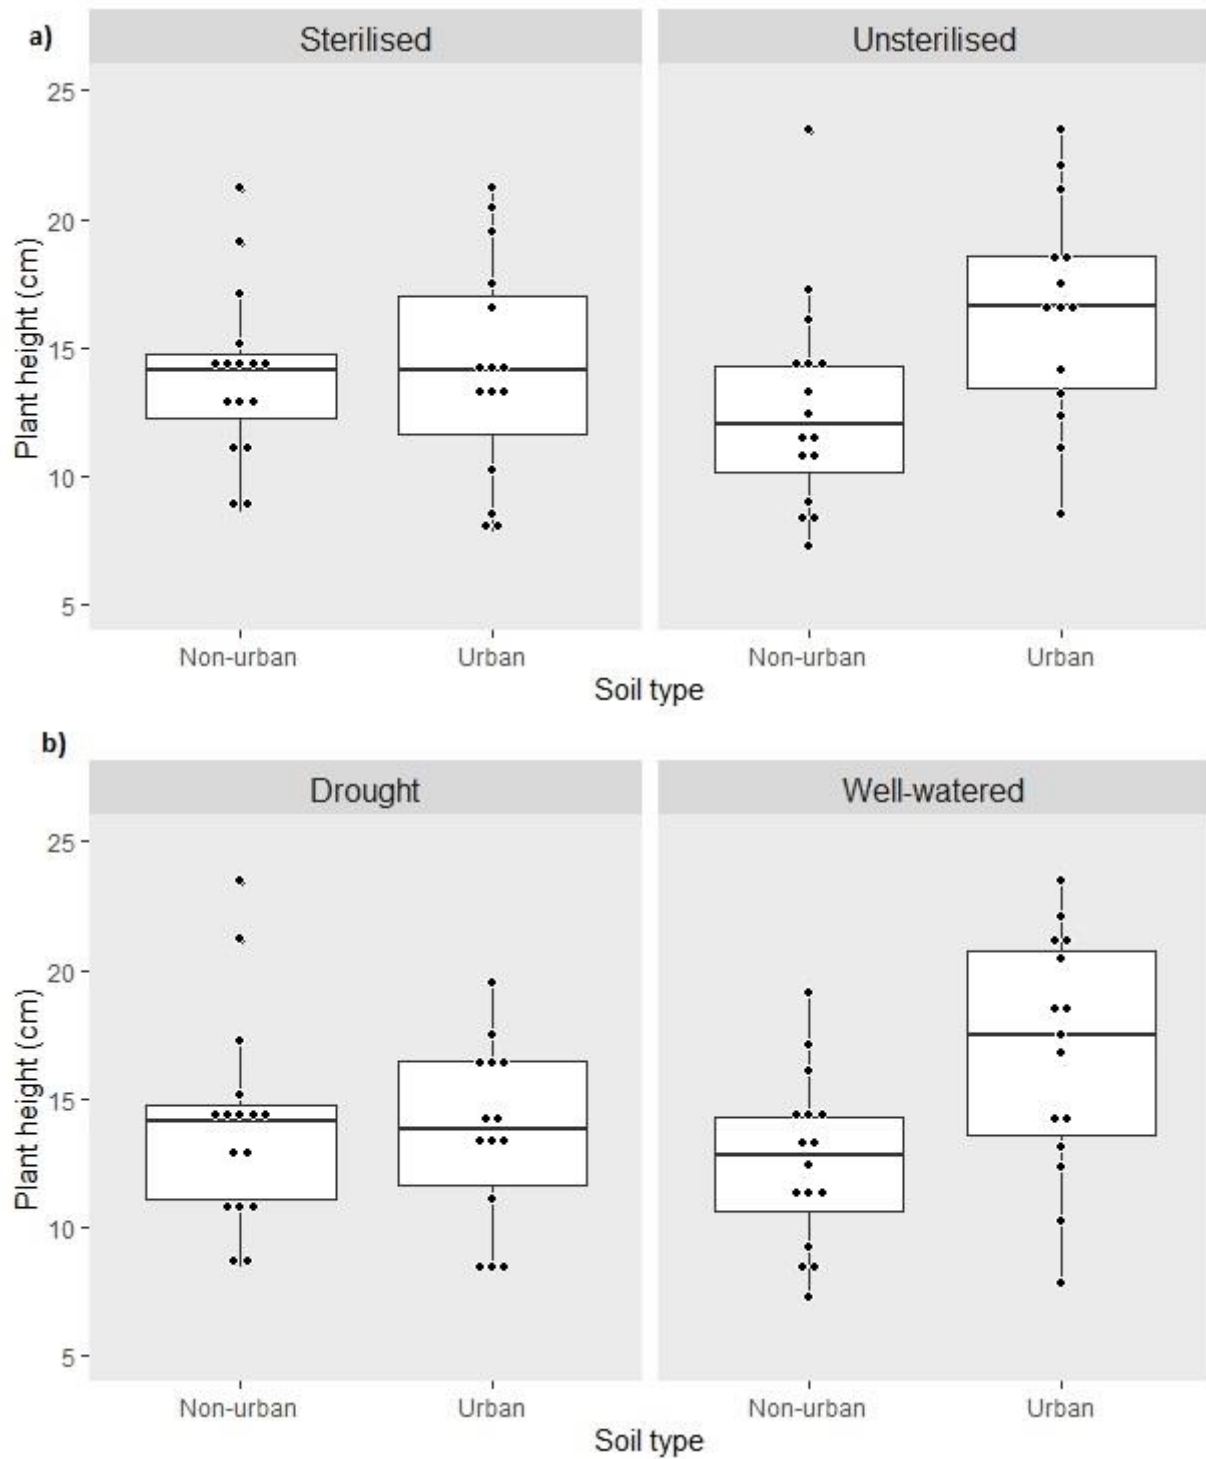 a)
Sterilised Unsterilised
25
20
15
10
5
Plant height (cm)
Non-urban Urban Non-urban Urban
Soil type
b)
Drought Well-watered
25
20
15
10
5
Plant height (cm)
Non-urban Urban Non-urban Urban
Soil type